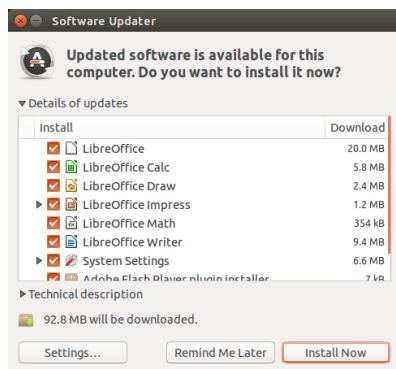 Software Updater
Updated software is available for this
computer. Do you want to install it now?
Details of updates
Install Download
LibreOffice 20.0 MB
LibreOffice Calc 5.8 MB
LibreOffice Draw 2.4 MB
LibreOffice Impress 1.2 MB
LibreOffice Math 354 kB
LibreOffice Writer 9.4 MB
System Settings 6.6 MB
Adobe Flash Player plugin installer 7 kB
Technical description
92.8 MB will be downloaded.
Settings... Remind Me Later Install Now